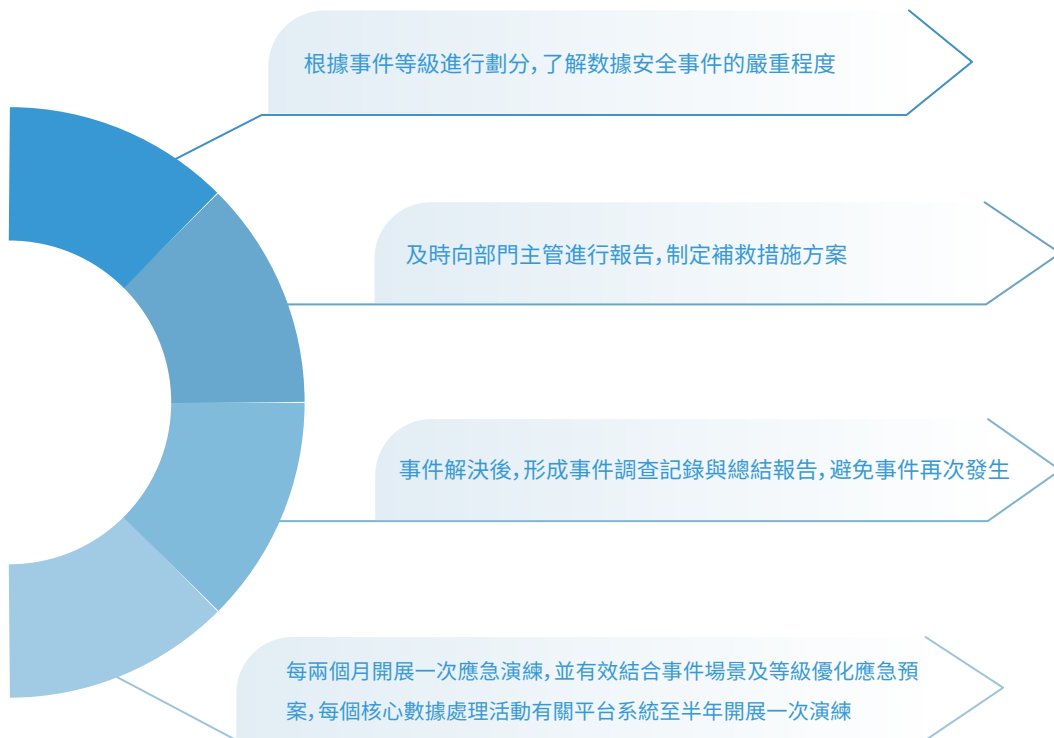 根據事件等級進行劃分，了解数據安全事件的嚴重程度
及時向部門主管進行報告，制定補救措施方案
事件解決後，形成事件調查記錄與總結報告，避免事件再次發生
每兩個月開展一次應急演練，並有效結合事件場景及等級優化應急預
案，每個核心數據處理活動有關平台系統至半年開展一次演練